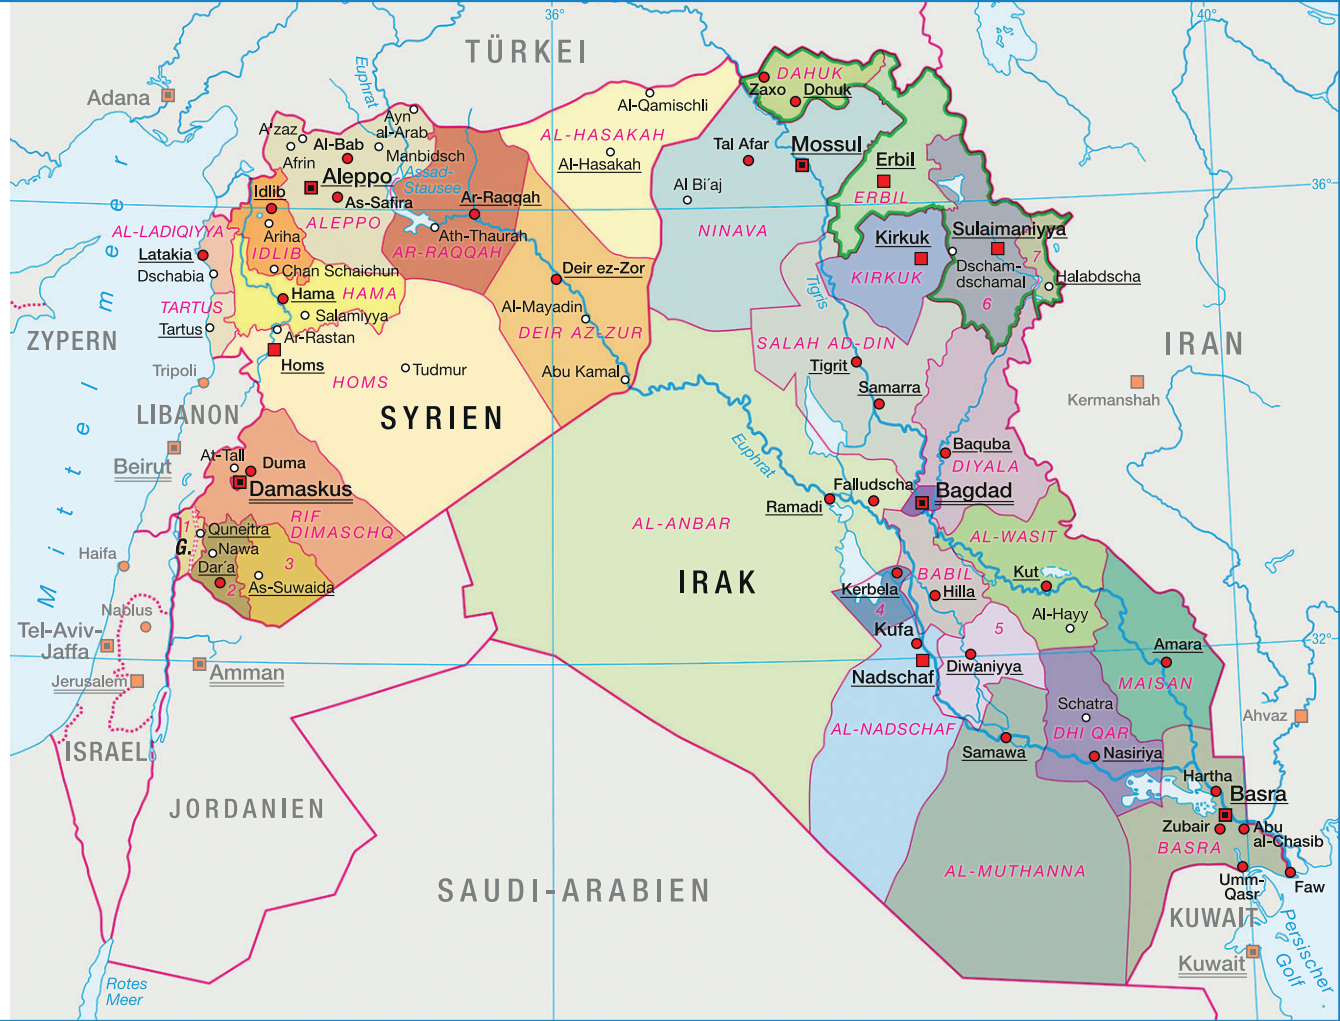 36°
40°
TÜRKEI
Adana
Euphrat
DAHUK
Zaxo
Dohuk
Al-Qamischli
Ayn
al-Arab
A'zaz
Al-Bab
Afrin
Manbidsch
AL-HASAKAH
Al-Hasakah
Tal Afar
Mossul
Erbil
Aleppo
Assad-
Stausee
36°
Idlib
As-Safira
Ar-Raqqah
Al Bi´aj
ERBIL
AL-LADIQIYYA
ALEPPO
Ariha
Ath-Thaurah
NINAVA
Kirkuk
Sulaimaniyya
Latakia
IDLIB
AR-RAQQAH
Dschabia
Chan Schaichun
Deir ez-Zor
Tigris
KIRKUK
Dscham-
dschamal
7
Halabdscha
Hama
HAMA
TARTUS
Salamiyya
Al-Mayadin
6
Tartus
Ar-Rastan
DEIR AZ-ZUR
SALAH AD-DIN
ZYPERN
IRAN
Homs
Tigrit
Tripoli
HOMS
Tudmur
Abu Kamal
Samarra
Kermanshah
LIBANON
SYRIEN
Mittelmeer
Euphrat
Baquba
DIYALA
At-Tall
Duma
Beirut
Damaskus
Falludscha
Bagdad
Ramadi
RIF
DIMASCHQ
AL-ANBAR
1
Quneitra
AL-WASIT
G.
Nawa
Haifa
Dar´a
3
IRAK
BABIL
Kut
2
As-Suwaida
Kerbela
Hilla
4
Nablus
Al-Hayy
Tel-Aviv-
Jaffa
Kufa
5
32°
Amara
Jerusalem
Amman
Nadschaf
Diwaniyya
MAISAN
Schatra
Ahvaz
AL-NADSCHAF
DHI QAR
ISRAEL
Samawa
Nasiriya
Hartha
JORDANIEN
Basra
Zubair
Abu
al-Chasib
BASRA
AL-MUTHANNA
SAUDI-ARABIEN
Umm-
Qasr
Faw
KUWAIT
Kuwait
Persischer
Golf
Rotes
Meer